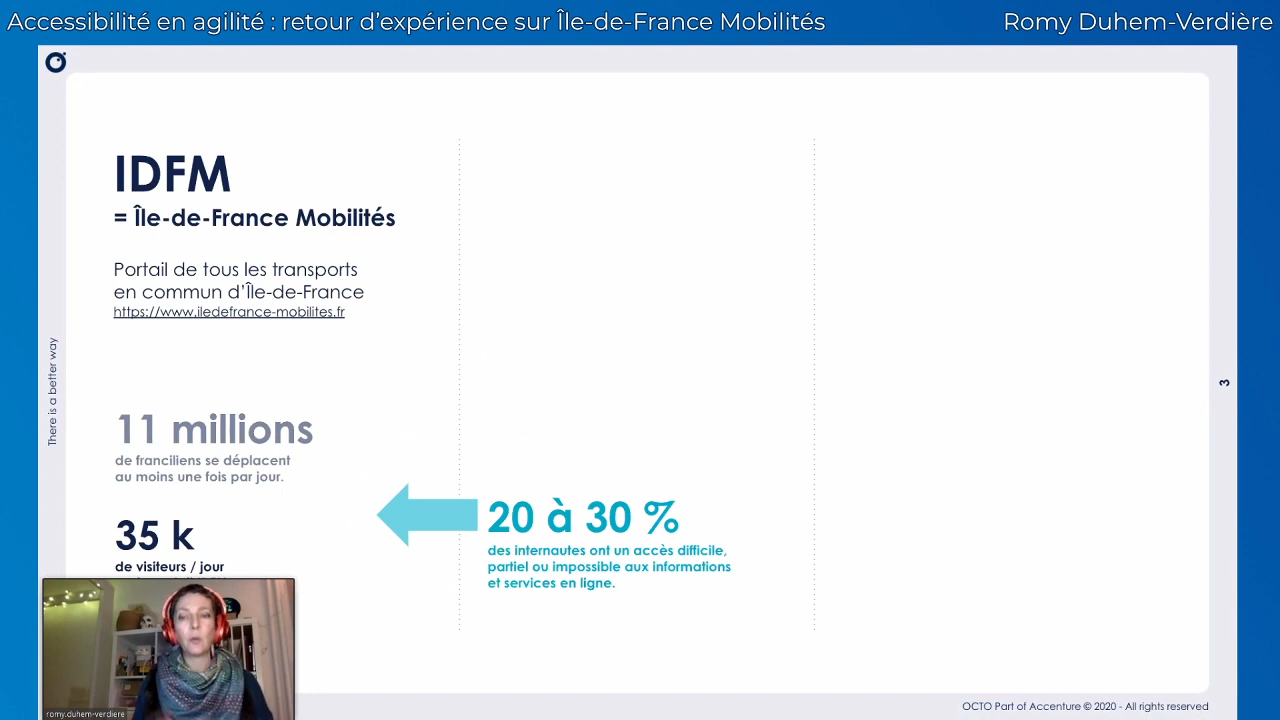 Accessibilité en agilité : retour d'expérience sur Île-de-France Mobilités
Romy Duhem-Verdière
IDFM
= Île-de-France Mobilités
Portail de tous les transports
en commun d'Île-de-France
https://www.iledefrance-mobilites.fr
11 millions
de franciliens se déplacent
au moins une fois par jour.
35 k
de visiteurs / jour
20 à 30 %
des internautes ont un accès difficile,
partiel ou impossible aux informations
et services en ligne.
There is a better way
3
romy.duhem-verdiere
OCTO Part of Accenture © 2020 - All rights reserved